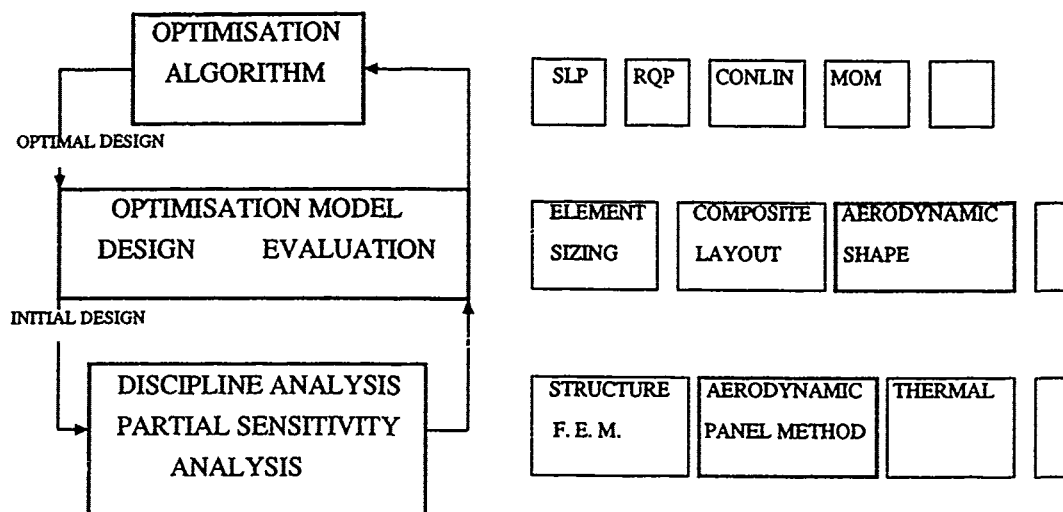 OPTIMISATION
ALGORITHM
SLP RQP CONLIN MOM
OPTIMAL DESIGN
OPTIMISATION MODEL
DESIGN EVALUATION
ELEMENT
SIZING
COMPOSITE
LAYOUT
AERODYNAMIC
SHAPE
INITIAL DESIGN
DISCIPLINE ANALYSIS
PARTIAL SENSITIVITY
ANALYSIS
STRUCTURE
F. E. M.
AERODYNAMIC
PANEL METHOD
THERMAL